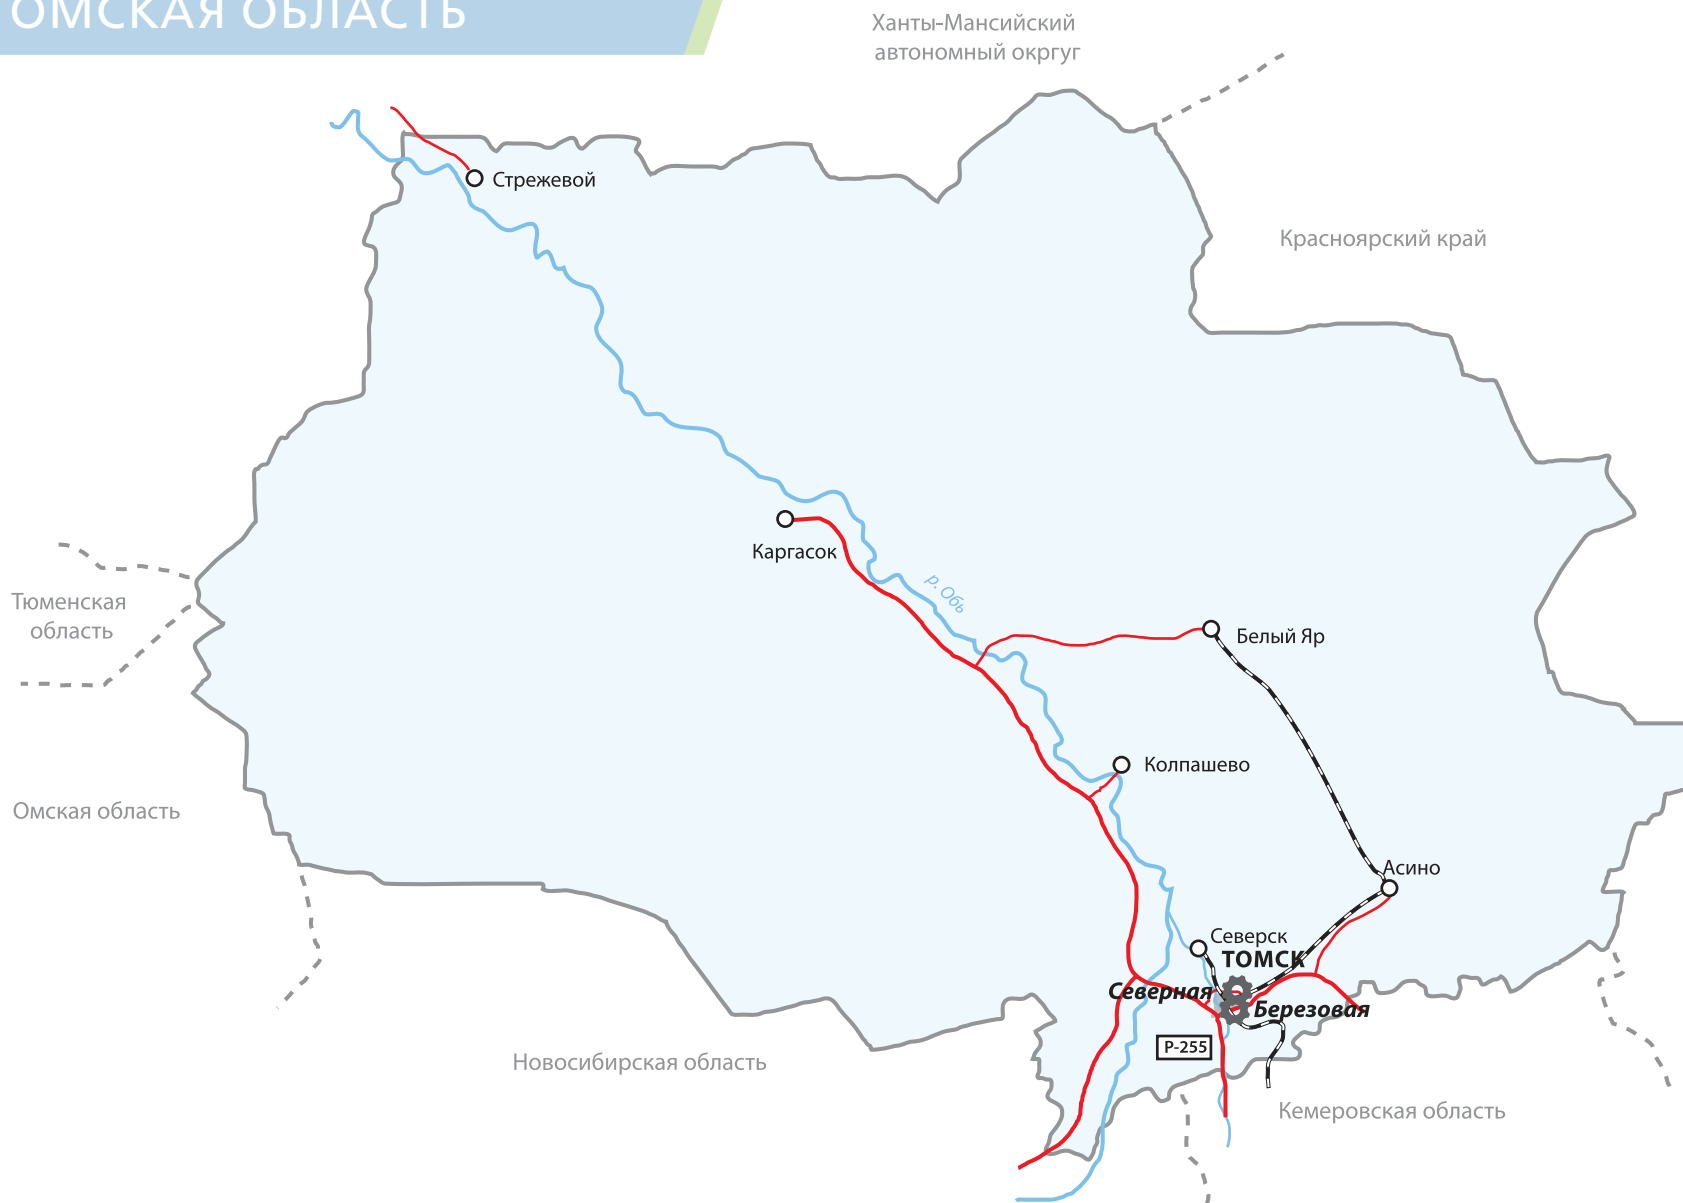 ОМСКАЯ ОБЛАСТЬ
Ханты-Мансийский
автономный окргуг
Стрежевой
Красноярский край
Каргасок
р. Обь
Тюменская
область
Белый Яр
Колпашево
Омская область
Асино
Северск
ТОМСК
Северная
Березовая
Р-255
Новосибирская область
Кемеровская область